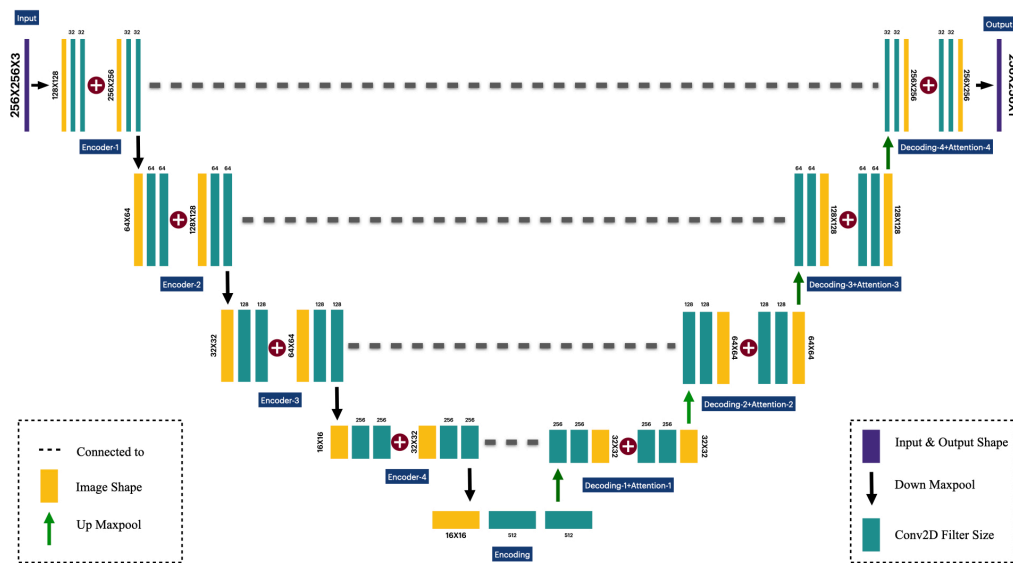 Input
Output
32 32
32 32
32 32
32 32
256X256X3
128X128
256X256
256X256
256X256
256X256X1
Encoder-1
Decoding-4+Attention-4
64 64
64 64
64 64
64 64
64X64
128X128
128X128
128X128
Encoder-2
Decoding-3+Attention-3
128 128
128 128
128 128
128 128
32X32
64X64
64X64
64X64
Encoder-3
Decoding-2+Attention-2
256 256
256 256
256 256
256 256
16X16
32X32
32X32
32X32
Encoder-4
Decoding-1+Attention-1
16X16
512
512
Encoding
Connected to
Image Shape
Up Maxpool
Input & Output Shape
Down Maxpool
Conv2D Filter Size